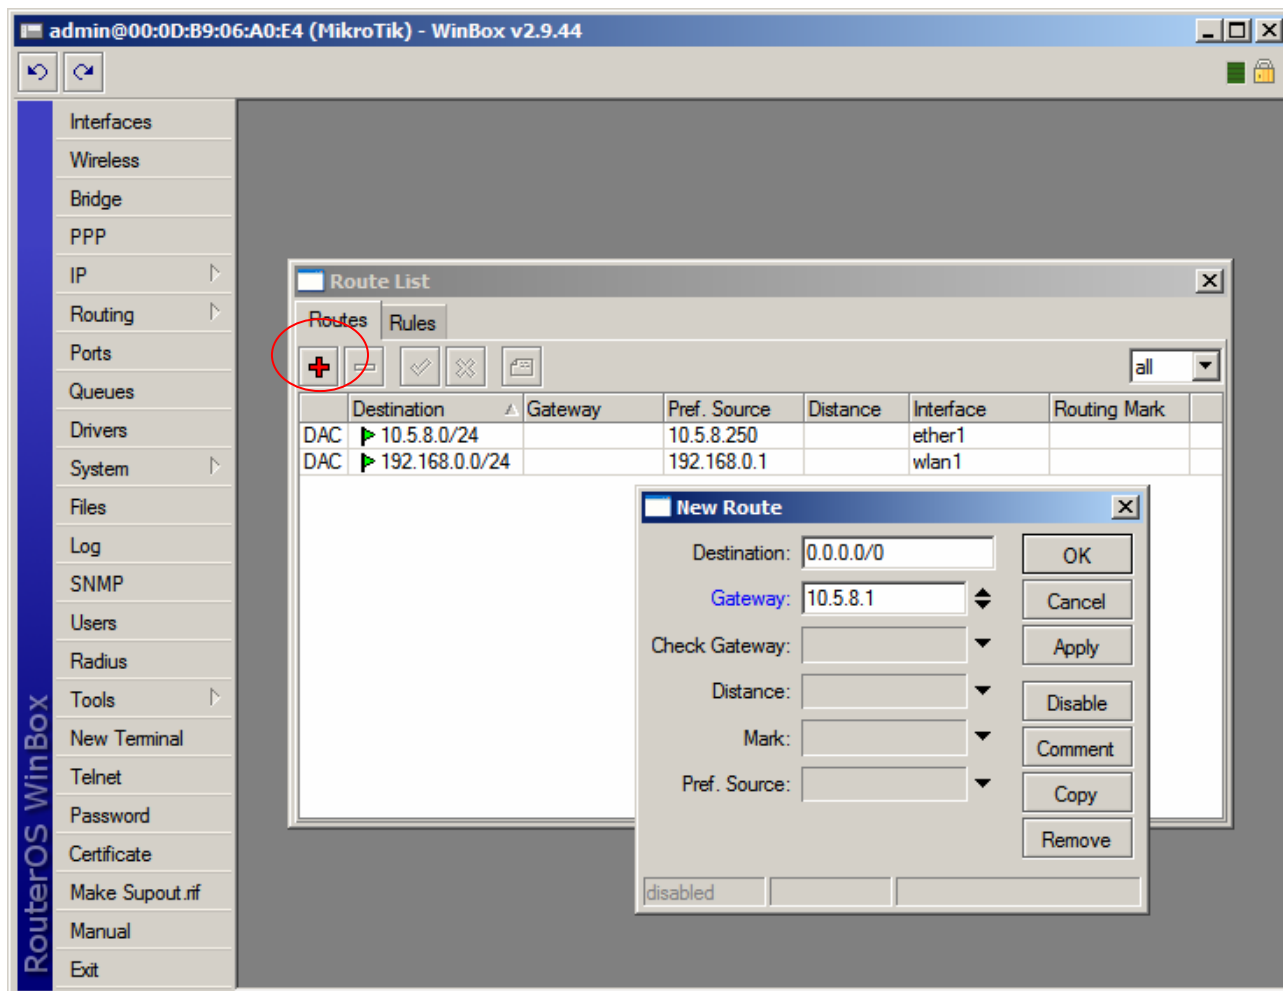 admin@00:0D:B9:06:A0:E4 (MikroTik) - WinBox v2.9.44
RouterOS WinBox
Interfaces
Wireless
Bridge
PPP
IP
Routing
Ports
Queues
Drivers
System
Files
Log
SNMP
Users
Radius
Tools
New Terminal
Telnet
Password
Certificate
Make Supout.rif
Manual
Exit
Route List
Routes Rules
all
Destination Gateway Pref. Source Distance Interface Routing Mark
DAC 10.5.8.0/24 10.5.8.250 ether1
DAC 192.168.0.0/24 192.168.0.1 wlan1
New Route
Destination: 0.0.0.0/0 OK
Gateway: 10.5.8.1 Cancel
Check Gateway: Apply
Distance: Disable
Mark: Comment
Pref. Source: Copy
Remove
disabled